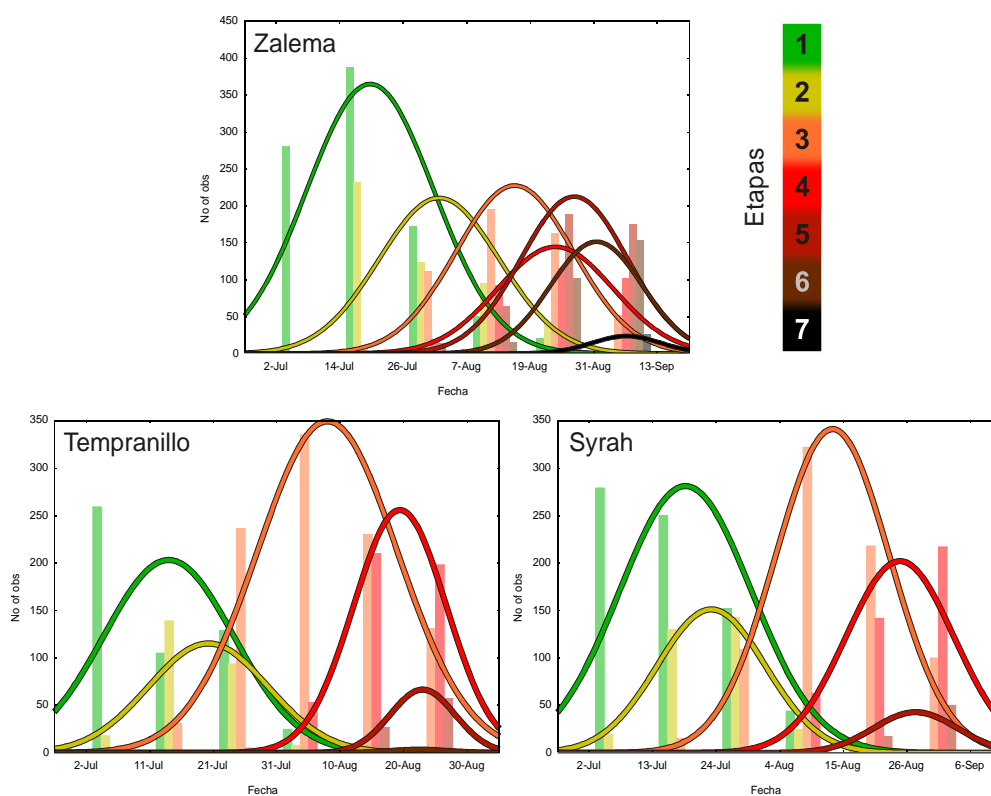 Zalema
450
400
350
300
250
200
150
100
50
0
No of obs
2-Jul 14-Jul 26-Jul 7-Aug 19-Aug 31-Aug 13-Sep
Fecha
Etapas
1
2
3
4
5
6
7
Tempranillo
350
300
250
200
150
100
50
0
No of obs
2-Jul 11-Jul 21-Jul 31-Jul 10-Aug 20-Aug 30-Aug
Fecha
Syrah
350
300
250
200
150
100
50
0
No of obs
2-Jul 13-Jul 24-Jul 4-Aug 15-Aug 26-Aug 6-Sep
Fecha